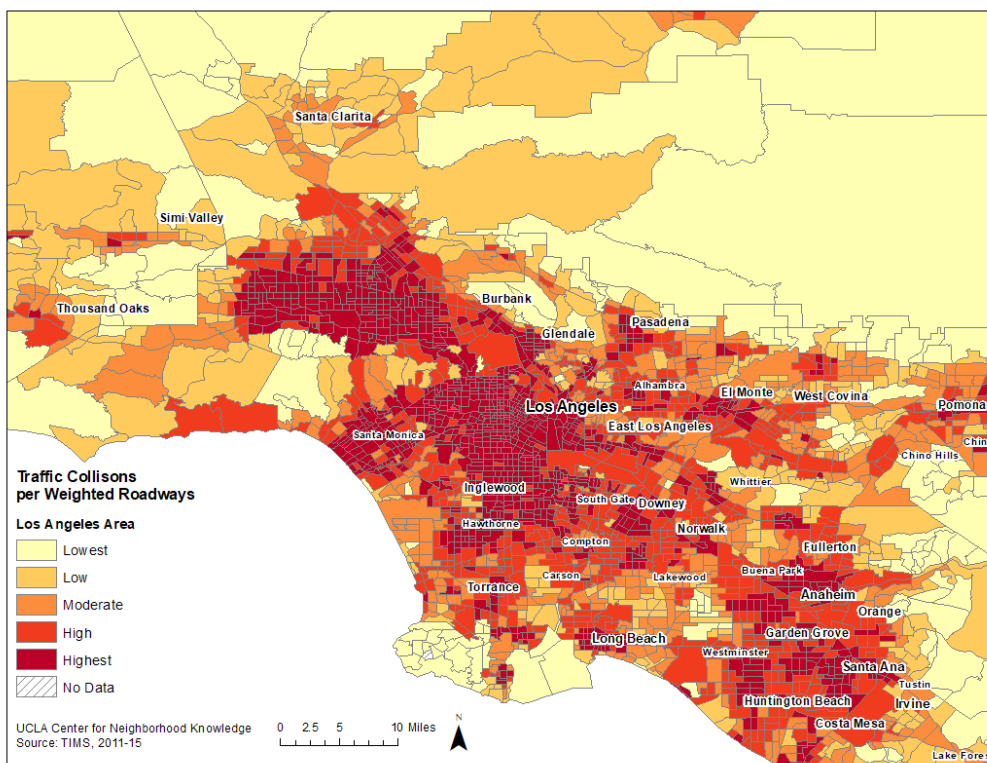 Santa Clarita
Simi Valley
Thousand Oaks
Burbank
Glendale
Pasadena
Alhambra
El Monte
West Covina
Los Angeles
Pomona
East Los Angeles
Santa Monica
Chin
Chino Hills
Whittier
Inglewood
South Gate
Downey
Hawthorne
Norwalk
Compton
Fullerton
Buena Park
Carson
Lakewood
Torrance
Anaheim
Orange
Long Beach
Garden Grove
Westminster
Santa Ana
Tustin
Huntington Beach
Irvine
Costa Mesa
Lake Fores
Traffic Collisons
per Weighted Roadways
Los Angeles Area
Lowest
Low
Moderate
High
Highest
No Data
UCLA Center for Neighborhood Knowledge
Source: TIMS, 2011-15
0 2.5 5 10 Miles
N